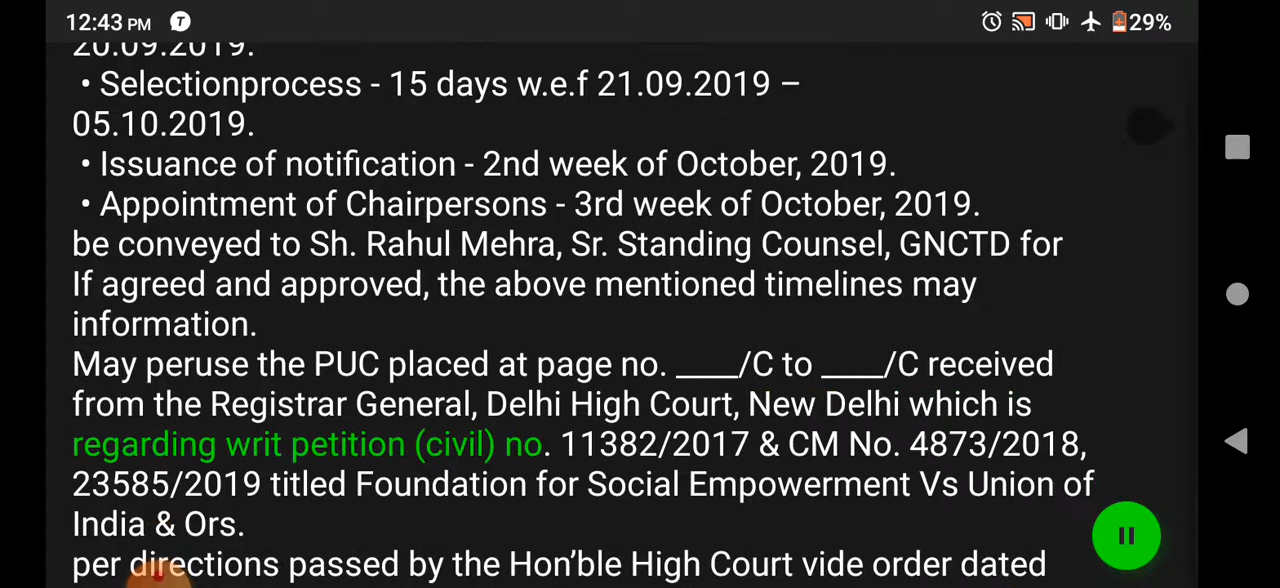 12:43 PM T 29%
20.09.2019.
• Selectionprocess - 15 days w.e.f 21.09.2019 –
05.10.2019.
• Issuance of notification - 2nd week of October, 2019.
• Appointment of Chairpersons - 3rd week of October, 2019.
be conveyed to Sh. Rahul Mehra, Sr. Standing Counsel, GNCTD for
If agreed and approved, the above mentioned timelines may
information.
May peruse the PUC placed at page no. ____/C to ____/C received
from the Registrar General, Delhi High Court, New Delhi which is
regarding writ petition (civil) no. 11382/2017 & CM No. 4873/2018,
23585/2019 titled Foundation for Social Empowerment Vs Union of
India & Ors.
per directions passed by the Hon’ble High Court vide order dated